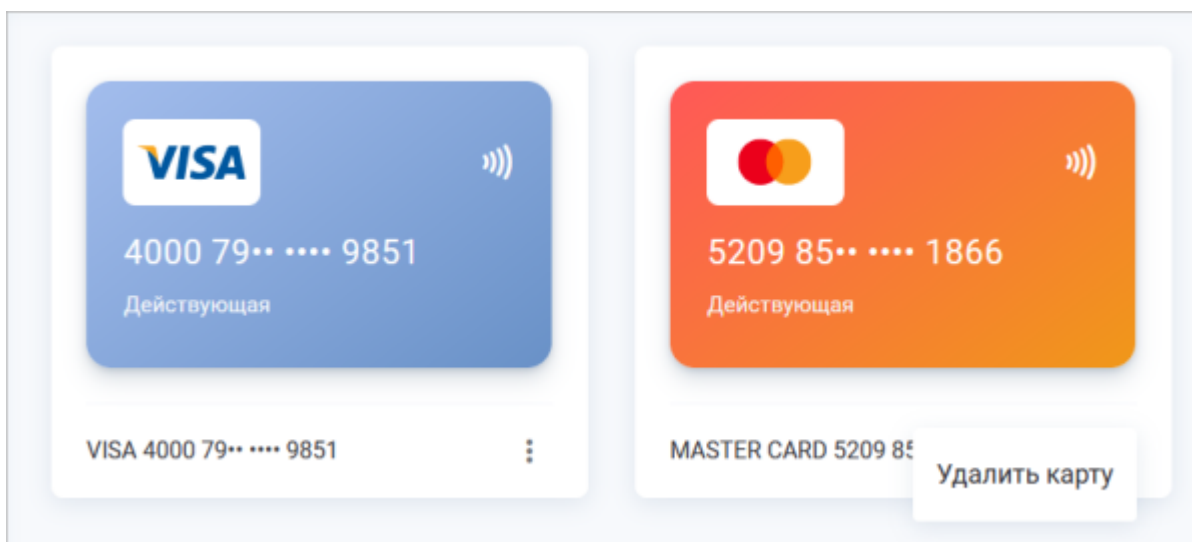 VISA
4000 79•• •••• 9851
Действующая
VISA 4000 79•• •••• 9851
5209 85•• •••• 1866
Действующая
MASTER CARD 5209 85
Удалить карту